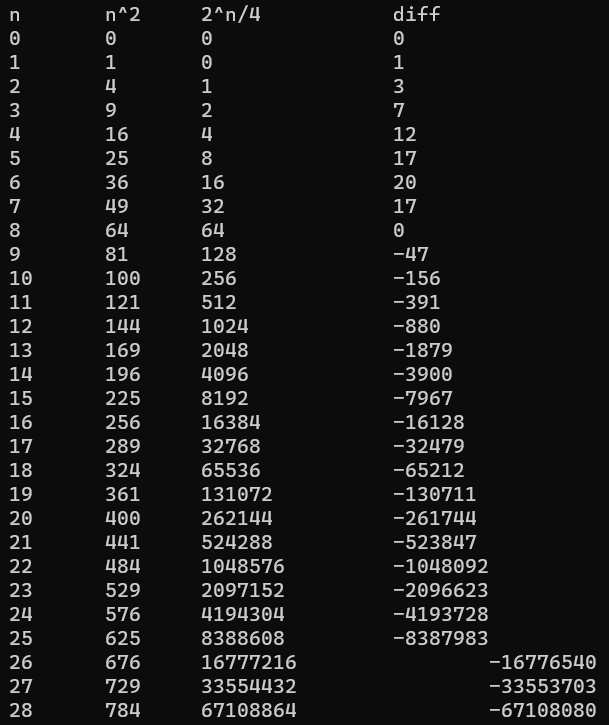 n n^2 2^n/4 diff
0 0 0 0
1 1 0 1
2 4 1 3
3 9 2 7
4 16 4 12
5 25 8 17
6 36 16 20
7 49 32 17
8 64 64 0
9 81 128 -47
10 100 256 -156
11 121 512 -391
12 144 1024 -880
13 169 2048 -1879
14 196 4096 -3900
15 225 8192 -7967
16 256 16384 -16128
17 289 32768 -32479
18 324 65536 -65212
19 361 131072 -130711
20 400 262144 -261744
21 441 524288 -523847
22 484 1048576 -1048092
23 529 2097152 -2096623
24 576 4194304 -4193728
25 625 8388608 -8387983
26 676 16777216 -16776540
27 729 33554432 -33553703
28 784 67108864 -67108080